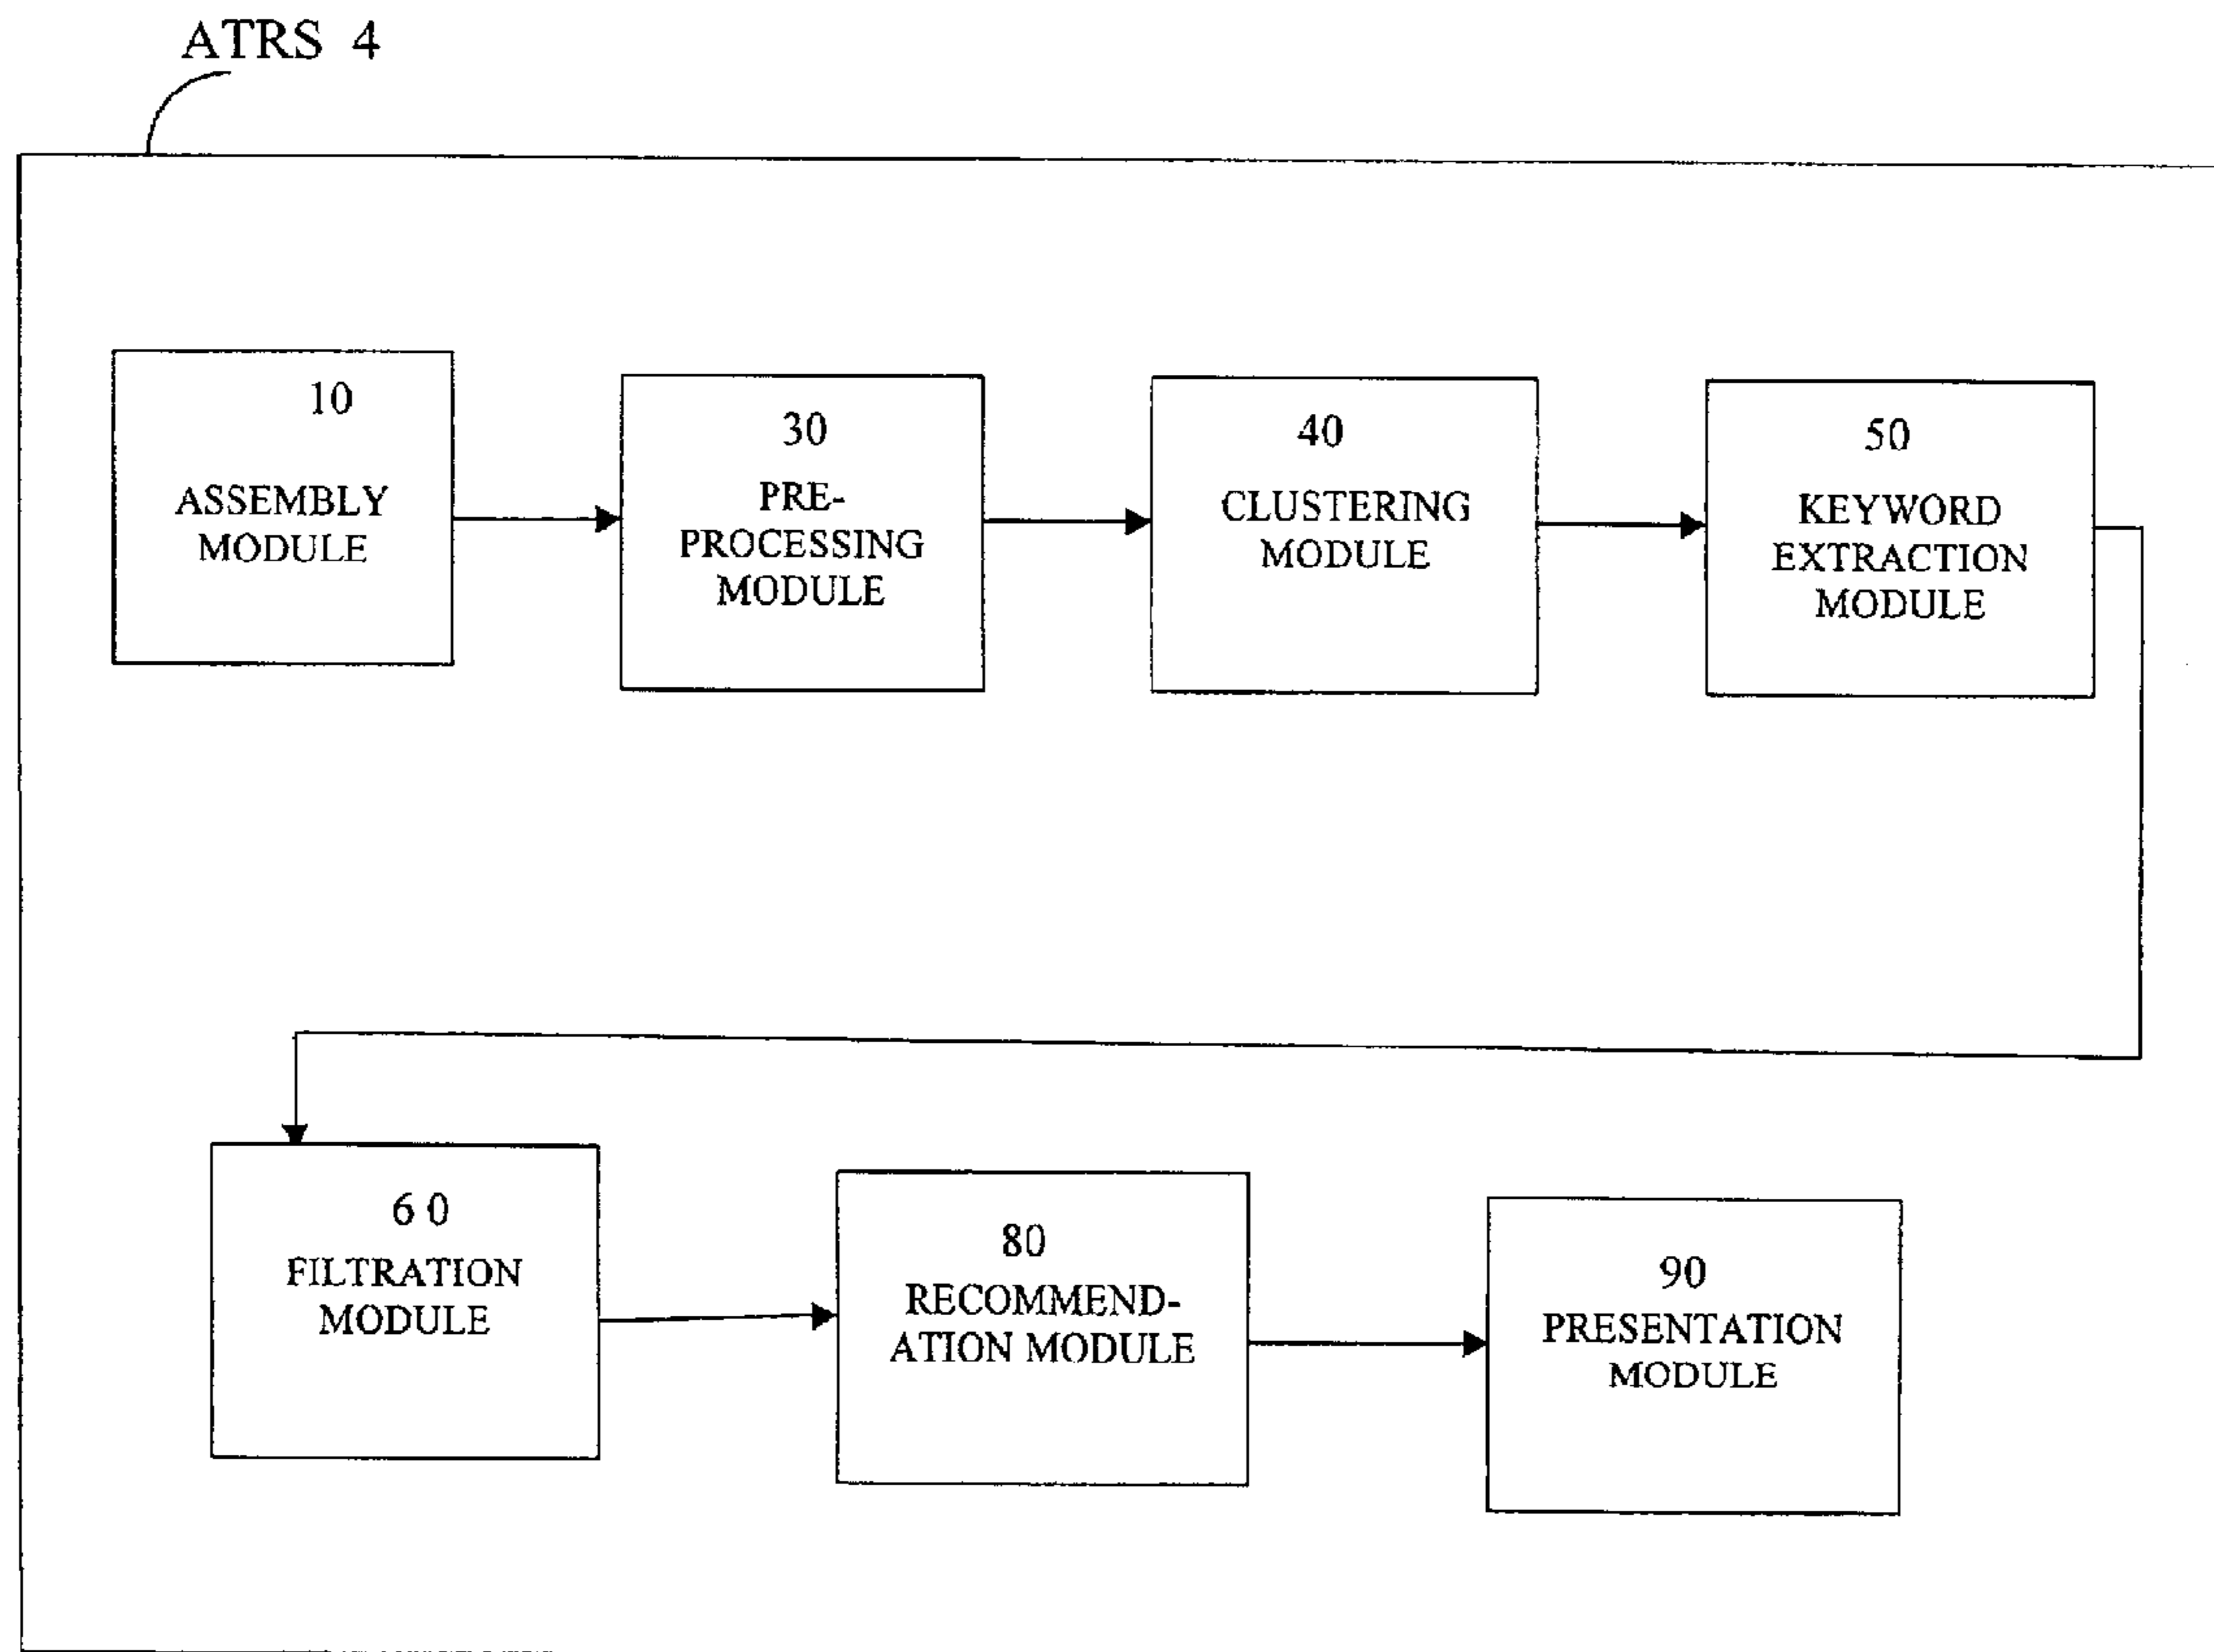 ATRS 4
10
ASSEMBLY
MODULE
30
PRE-
PROCESSING
MODULE
40
CLUSTERING
MODULE
50
KEYWORD
EXTRACTION
MODULE
6 0
FILTRATION
MODULE
80
RECOMMEND-
ATION MODULE
90
PRESENTATION
MODULE